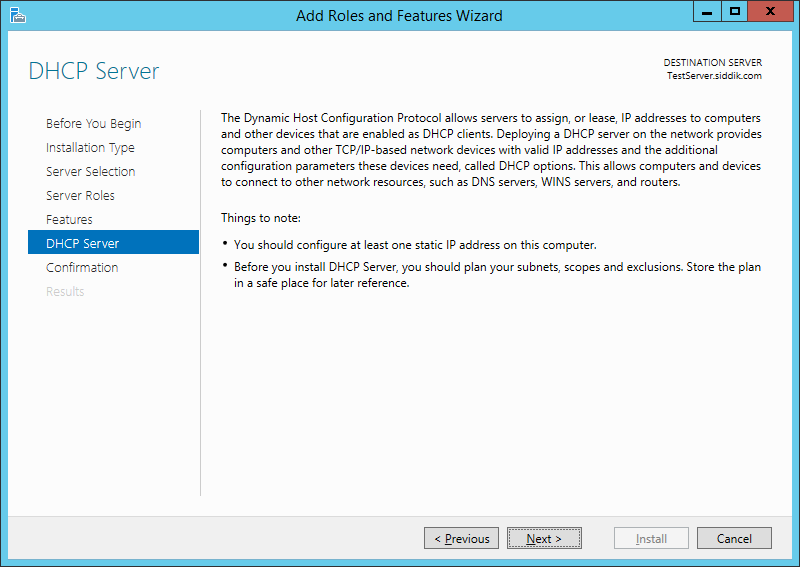 Add Roles and Features Wizard
DHCP Server
DESTINATION SERVER
TestServer.siddik.com
Before You Begin
Installation Type
Server Selection
Server Roles
Features
DHCP Server
Confirmation
Results
The Dynamic Host Configuration Protocol allows servers to assign, or lease, IP addresses to computers
and other devices that are enabled as DHCP clients. Deploying a DHCP server on the network provides
computers and other TCP/IP-based network devices with valid IP addresses and the additional
configuration parameters these devices need, called DHCP options. This allows computers and devices
to connect to other network resources, such as DNS servers, WINS servers, and routers.
Things to note:
• You should configure at least one static IP address on this computer.
• Before you install DHCP Server, you should plan your subnets, scopes and exclusions. Store the plan
in a safe place for later reference.
< Previous
Next >
Install
Cancel